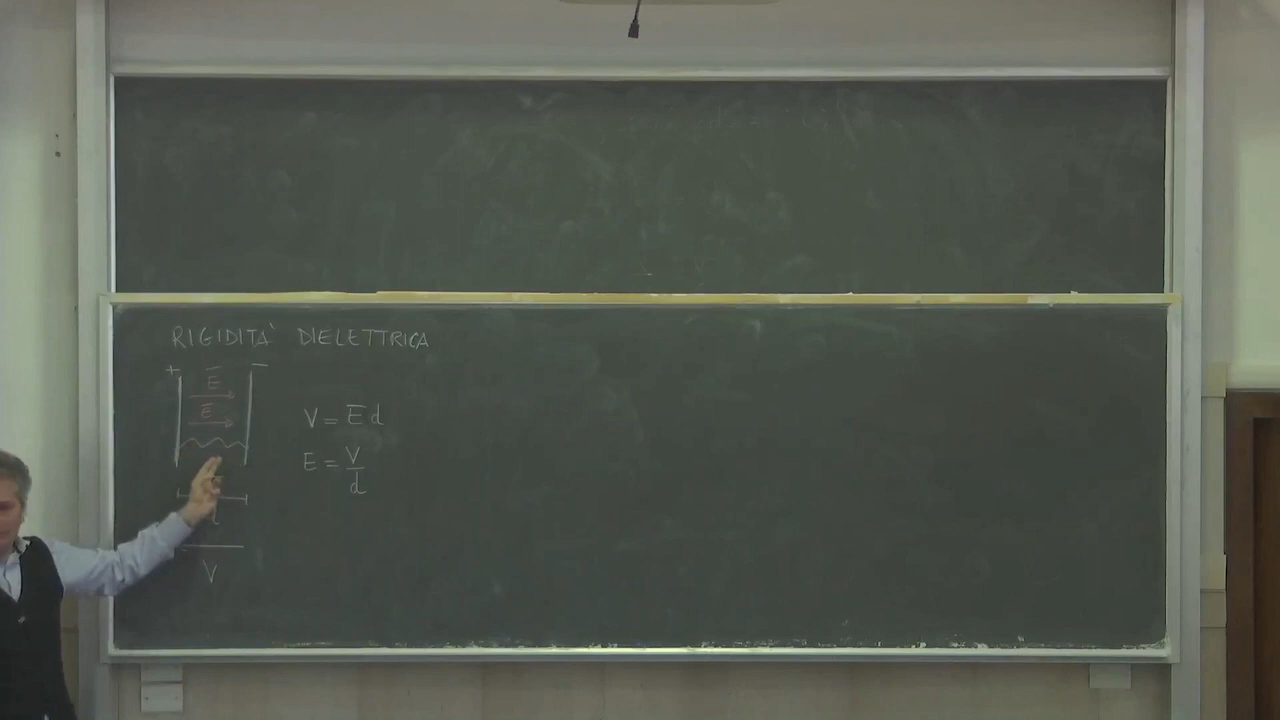 RIGIDITÀ DIELETTRICA
+ −
E
E
V = E d
E = V/d
V